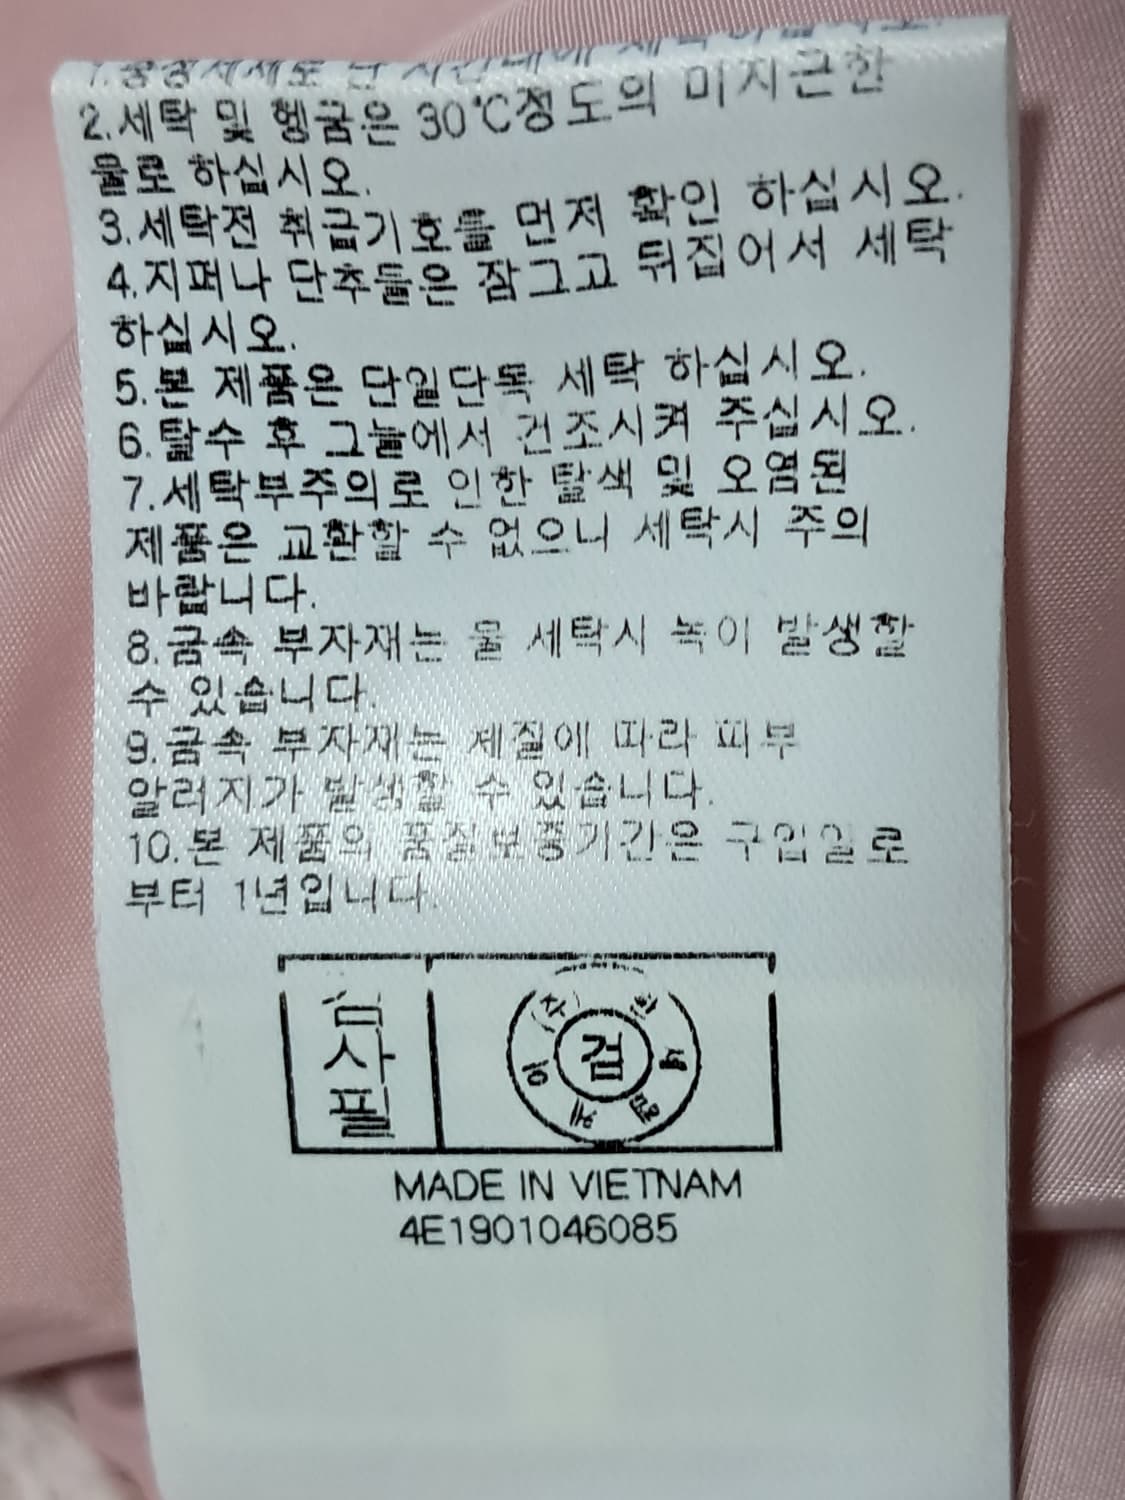 2.세탁 및 헹굼은 30℃정도의 미지근한
물로 하십시오.
3.세탁전 취급기호를 먼저 확인 하십시오.
4.지퍼나 단추들은 잠그고 뒤집어서 세탁
하십시오.
5.본 제품은 단일단독 세탁 하십시오.
6.탈수 후 그늘에서 건조시켜 주십시오.
7.세탁부주의로 인한 탈색 및 오염된
제품은 교환할 수 없으니 세탁시 주의
바랍니다.
8.금속 부자재는 물 세탁시 녹이 발생할
수 있습니다.
9.금속 부자재는 제질에 따라 피부
알러지가 발생할 수 있습니다.
10.본 제품의 품질보증기간은 구입일로
부터 1년입니다.
검사필
검
MADE IN VIETNAM
4E1901046085